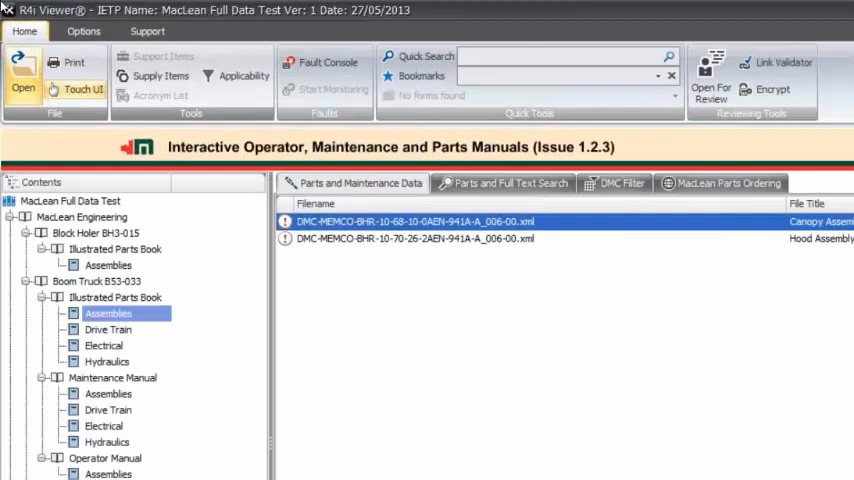 R4i Viewer® - IETP Name: MacLean Full Data Test Ver: 1 Date: 27/05/2013
Home Options Support
Open
Print
Touch UI
File
Support Items
Supply Items Applicability
Acronym List
Tools
Fault Console
Start Monitoring
Faults
Quick Search
Bookmarks
No forms found
Quick Tools
Open For
Review
Link Validator
Encrypt
Reviewing Tools
Interactive Operator, Maintenance and Parts Manuals (Issue 1.2.3)
Contents
MacLean Full Data Test
MacLean Engineering
Block Holer BH3-015
Illustrated Parts Book
Assemblies
Boom Truck B53-033
Illustrated Parts Book
Assemblies
Drive Train
Electrical
Hydraulics
Maintenance Manual
Assemblies
Drive Train
Electrical
Hydraulics
Operator Manual
Assemblies
Parts and Maintenance Data Parts and Full Text Search DMC Filter MacLean Parts Ordering
Filename File Title
DMC-MEMCO-BHR-10-68-10-0AEN-941A-A_006-00.xml Canopy Assem
DMC-MEMCO-BHR-10-70-26-2AEN-941A-A_006-00.xml Hood Assembly